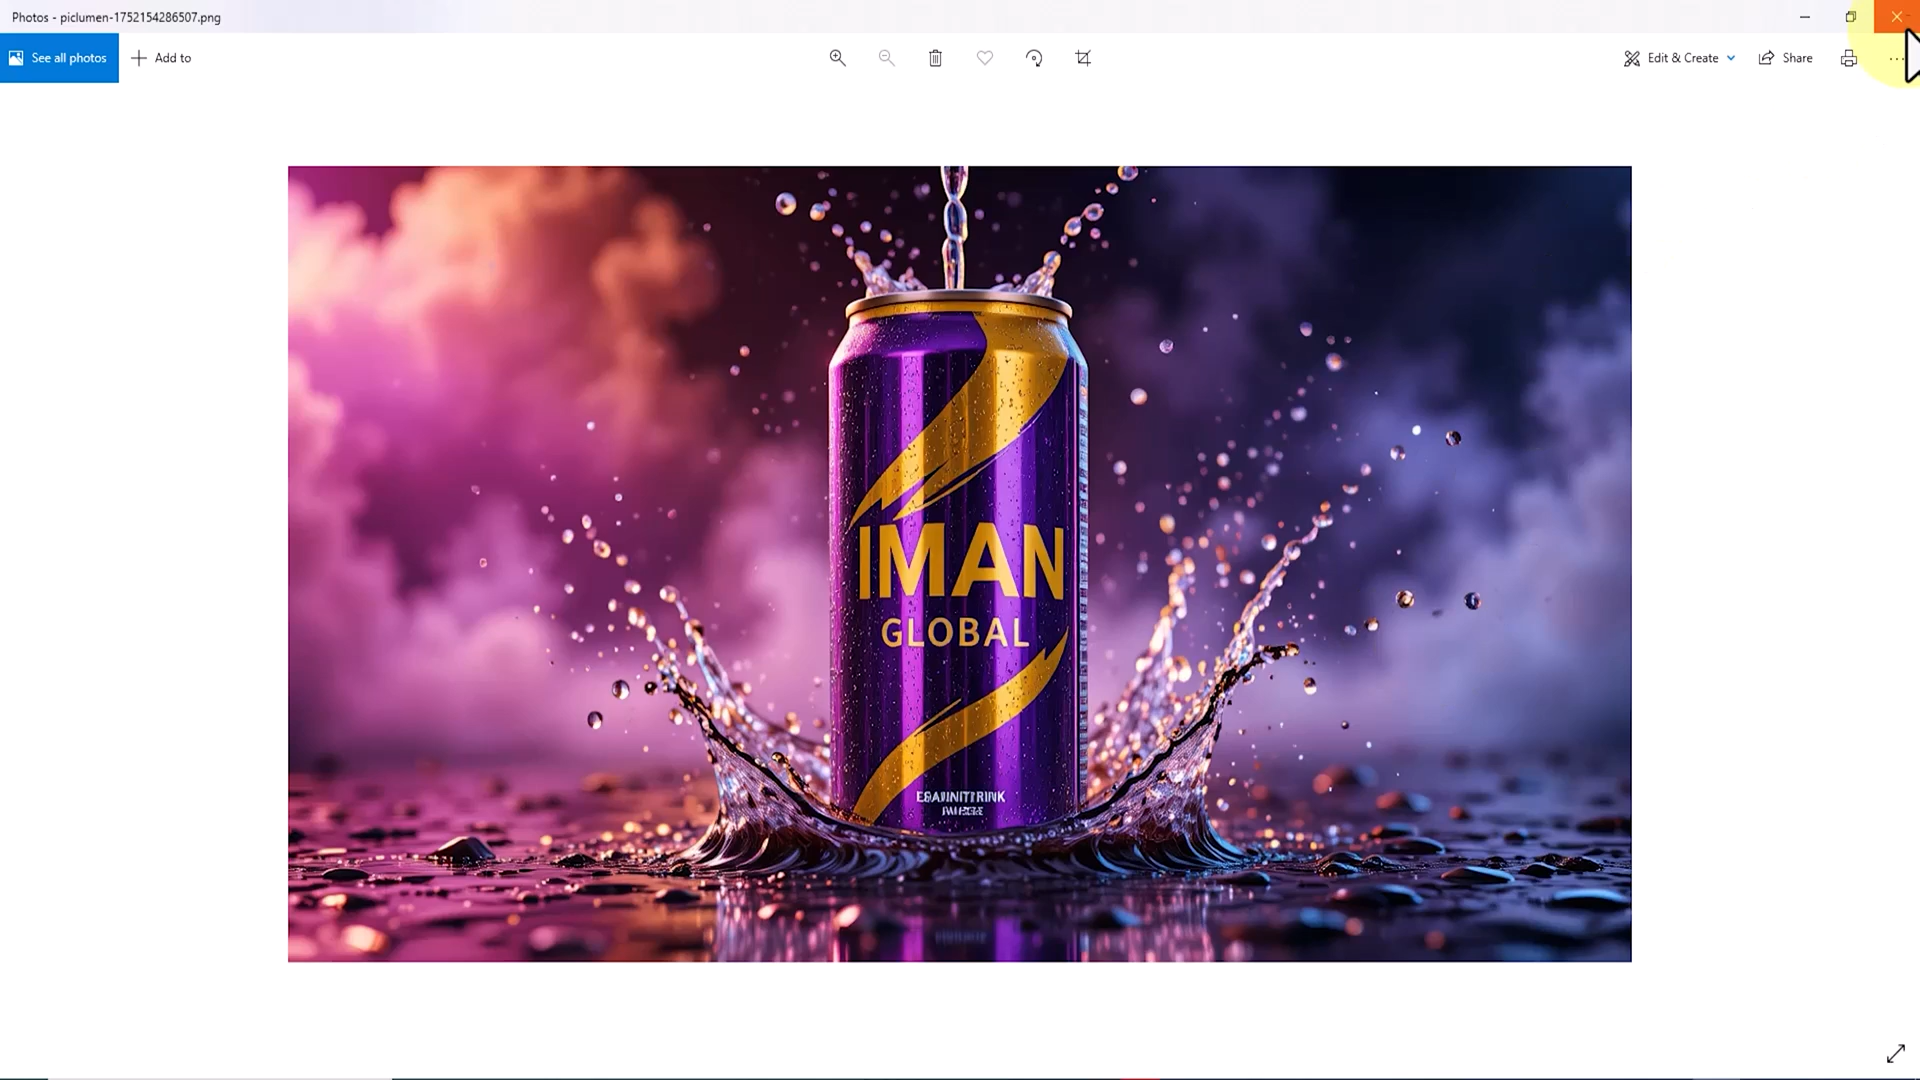 Photos - piclumen-1752154286507.png
See all photos
Add to
Edit & Create
Share
IMAN
GLOBAL